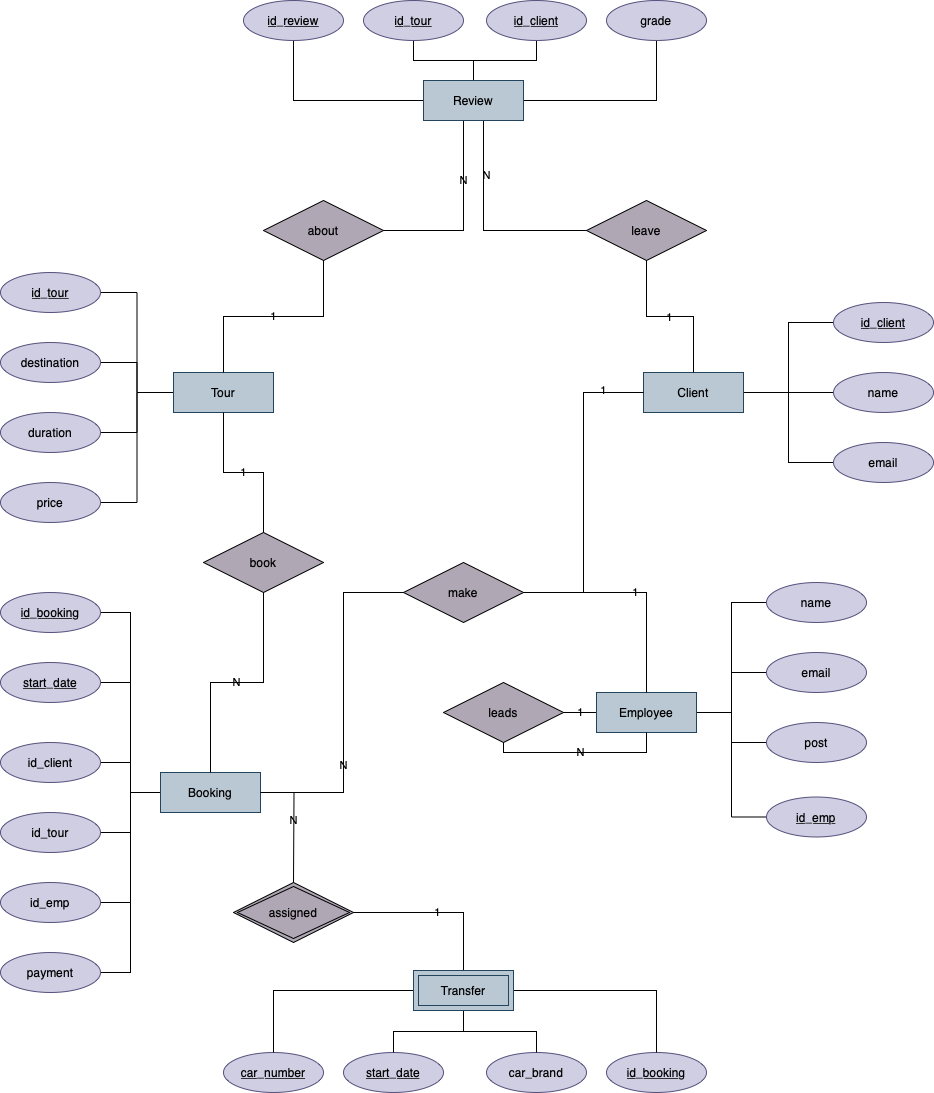 id_review
id_tour
id_client
grade
Review
N
N
about
leave
id_tour
1
1
id_client
destination
Tour
1
Client
name
duration
email
1
price
book
make
1
name
id_booking
email
start_date
N
leads
1
Employee
post
N
id_client
N
Booking
id_emp
N
id_tour
id_emp
assigned
1
payment
Transfer
car_number
start_date
car_brand
id_booking